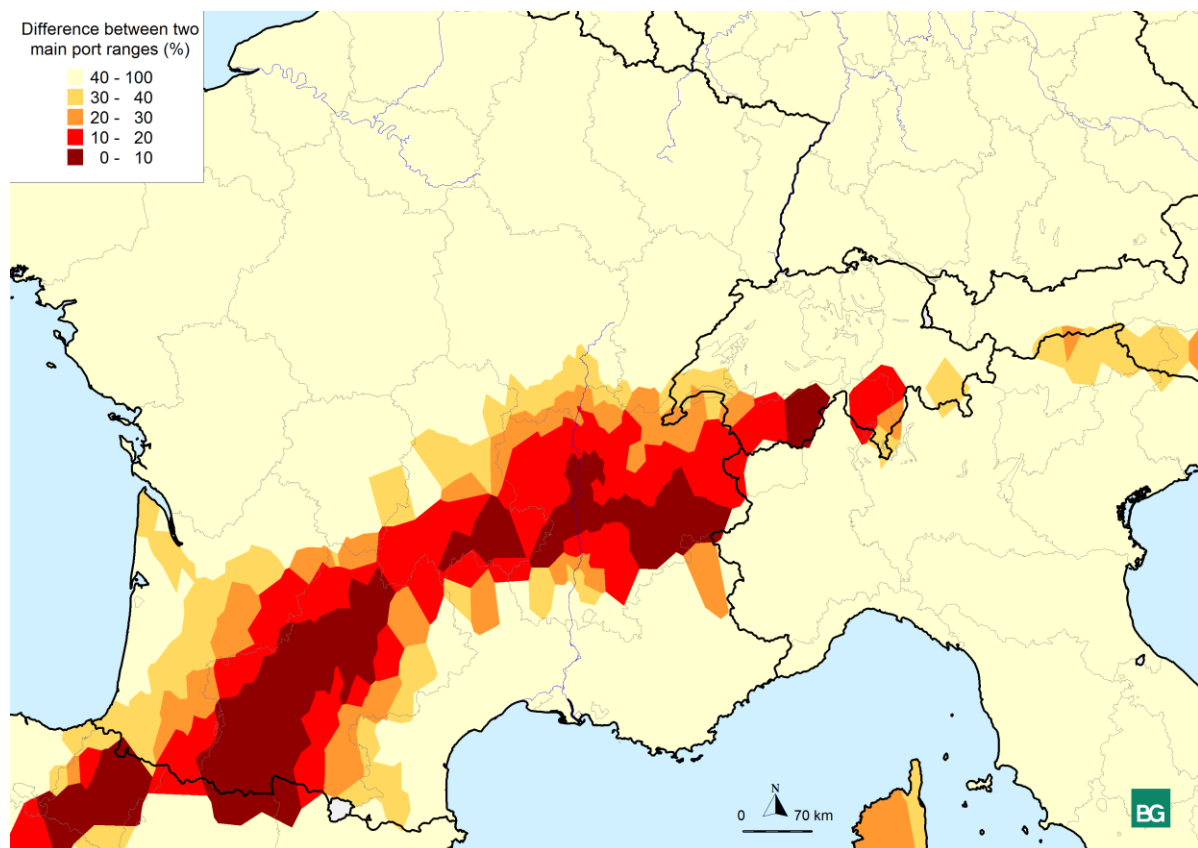 Difference between two
main port ranges (%)
40 - 100
30 - 40
20 - 30
10 - 20
0 - 10
N
0 70 km
BG